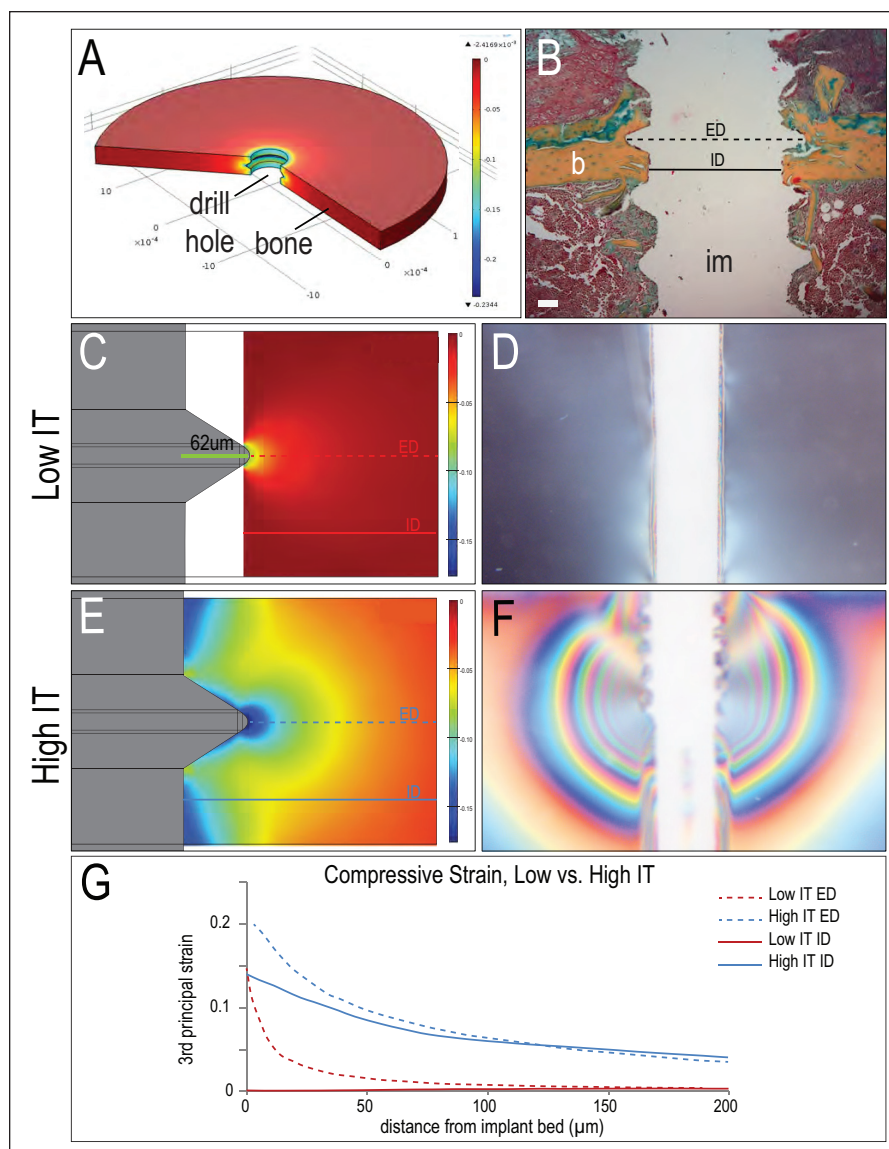 A
▲ -2.4169×10⁻³
0
-0.05
-0.1
-0.15
-0.2
▼ -0.2344
drill
hole
bone
10
0
×10⁻⁴
-10
-10
0
×10⁻⁴
1
B
ED
ID
b
im
Low IT
C
62um
ED
ID
0
-0.05
-0.10
-0.15
D
High IT
E
ED
ID
0
-0.05
-0.10
-0.15
F
G
Compressive Strain, Low vs. High IT
Low IT ED
High IT ED
Low IT ID
High IT ID
3rd principal strain
0.2
0.1
0
0
50
100
150
200
distance from implant bed (µm)